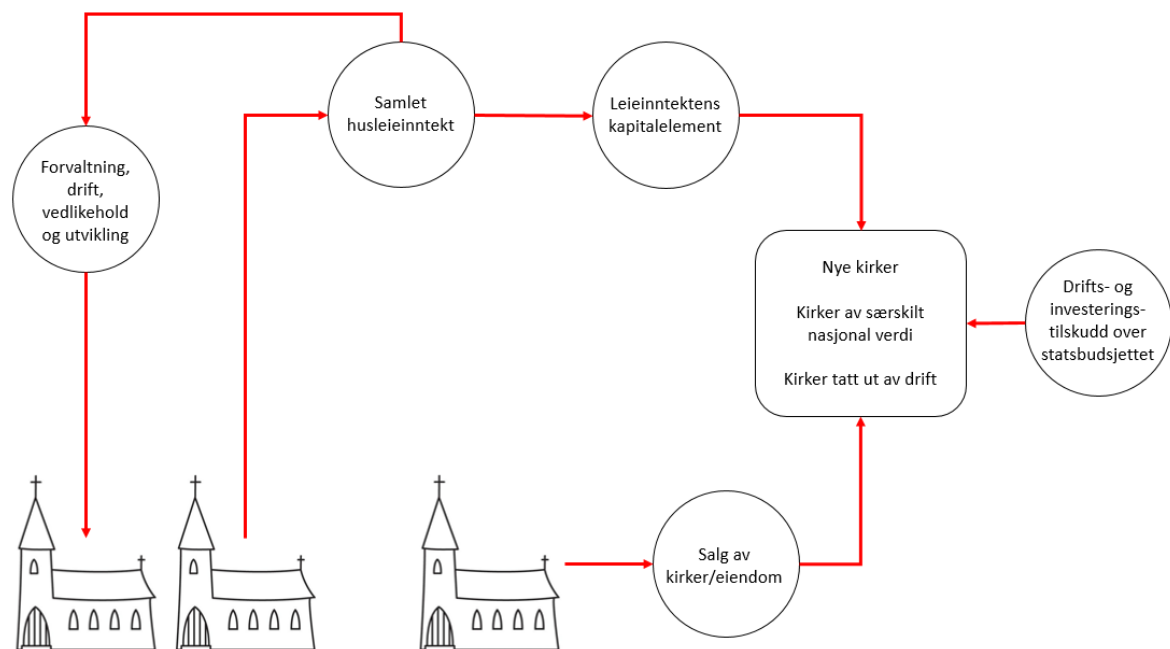 Samlet
husleieinntekt
Leieinntektens
kapitalelement
Forvaltning,
drift,
vedlikehold
og utvikling
Nye kirker
Kirker av særskilt
nasjonal verdi
Kirker tatt ut av drift
Drifts- og
investerings-
tilskudd over
statsbudsjettet
Salg av
kirker/eiendom